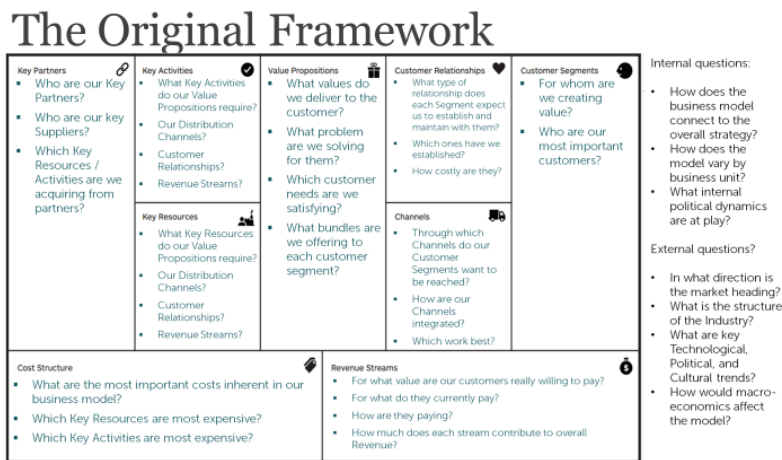 The Original Framework
Key Partners
▪ Who are our Key
Partners?
▪ Who are our key
Suppliers?
▪ Which Key
Resources /
Activities are we
acquiring from
partners?
Key Activities
▪ What Key Activities
do our Value
Propositions require?
▪ Our Distribution
Channels?
▪ Customer
Relationships?
▪ Revenue Streams?
Key Resources
▪ What Key Resources
do our Value
Propositions require?
▪ Our Distribution
Channels?
▪ Customer
Relationships?
▪ Revenue Streams?
Value Propositions
▪ What values do
we deliver to the
customer?
▪ What problem
are we solving
for them?
▪ Which customer
needs are we
satisfying?
▪ What bundles are
we offering to
each customer
segment?
Customer Relationships
▪ What type of
relationship does
each Segment expect
us to establish and
maintain with them?
▪ Which ones have we
established?
▪ How costly are they?
Channels
▪ Through which
Channels do our
Customer
Segments want to
be reached?
▪ How are our
Channels
integrated?
▪ Which work best?
Customer Segments
▪ For whom are
we creating
value?
▪ Who are our
most important
customers?
Cost Structure
▪ What are the most important costs inherent in our
business model?
▪ Which Key Resources are most expensive?
▪ Which Key Activities are most expensive?
Revenue Streams
$
▪ For what value are our customers really willing to pay?
▪ For what do they currently pay?
▪ How are they paying?
▪ How much does each stream contribute to overall
Revenue?
Internal questions:
• How does the
business model
connect to the
overall strategy?
• How does the
model vary by
business unit?
• What internal
political dynamics
are at play?
External questions?
• In what direction is
the market heading?
• What is the structure
of the Industry?
• What are key
Technological,
Political, and
Cultural trends?
• How would macro-
economics affect
the model?